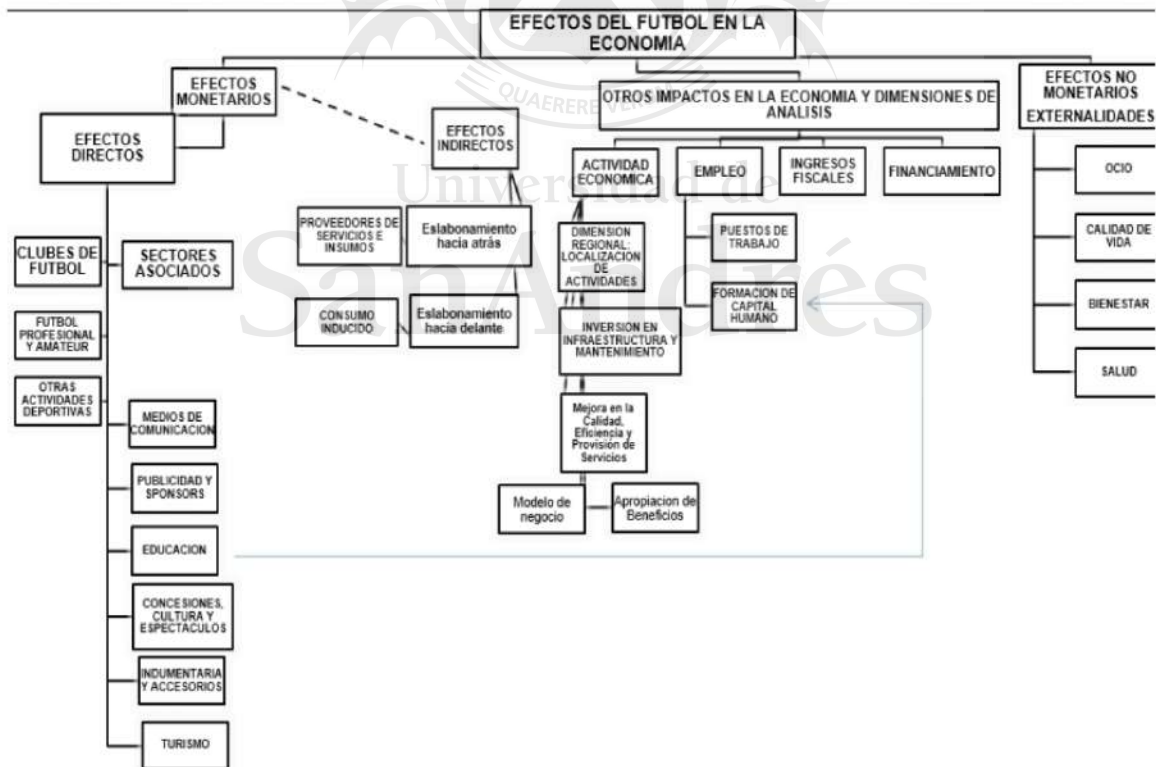 EFECTOS DEL FUTBOL EN LA
ECONOMIA
EFECTOS
MONETARIOS
EFECTOS
DIRECTOS
CLUBES DE
FUTBOL
SECTORES
ASOCIADOS
FUTBOL
PROFESIONAL
Y AMATEUR
OTRAS
ACTIVIDADES
DEPORTIVAS
MEDIOS DE
COMUNICACION
PUBLICIDAD Y
SPONSORS
EDUCACION
CONCESIONES,
CULTURA Y
ESPECTACULOS
INDUMENTARIA
Y ACCESORIOS
TURISMO
EFECTOS
INDIRECTOS
PROVEEDORES DE
SERVICIOS E
INSUMOS
Eslabonamiento
hacia atrás
CONSUMO
INDUCIDO
Eslabonamiento
hacia delante
OTROS IMPACTOS EN LA ECONOMIA Y DIMENSIONES DE
ANALISIS
ACTIVIDAD
ECONOMICA
DIMENSION
REGIONAL:
LOCALIZACION
DE
ACTIVIDADES
INVERSION EN
INFRAESTRUCTURA Y
MANTENIMIENTO
Mejora en la
Calidad,
Eficiencia y
Provisión de
Servicios
Modelo de
negocio
Apropiacion de
Beneficios
EMPLEO
PUESTOS DE
TRABAJO
FORMACION DE
CAPITAL
HUMANO
INGRESOS
FISCALES
FINANCIAMIENTO
EFECTOS NO
MONETARIOS
EXTERNALIDADES
OCIO
CALIDAD DE
VIDA
BIENESTAR
SALUD
QUAERERE
Universidad de
SanAndrés